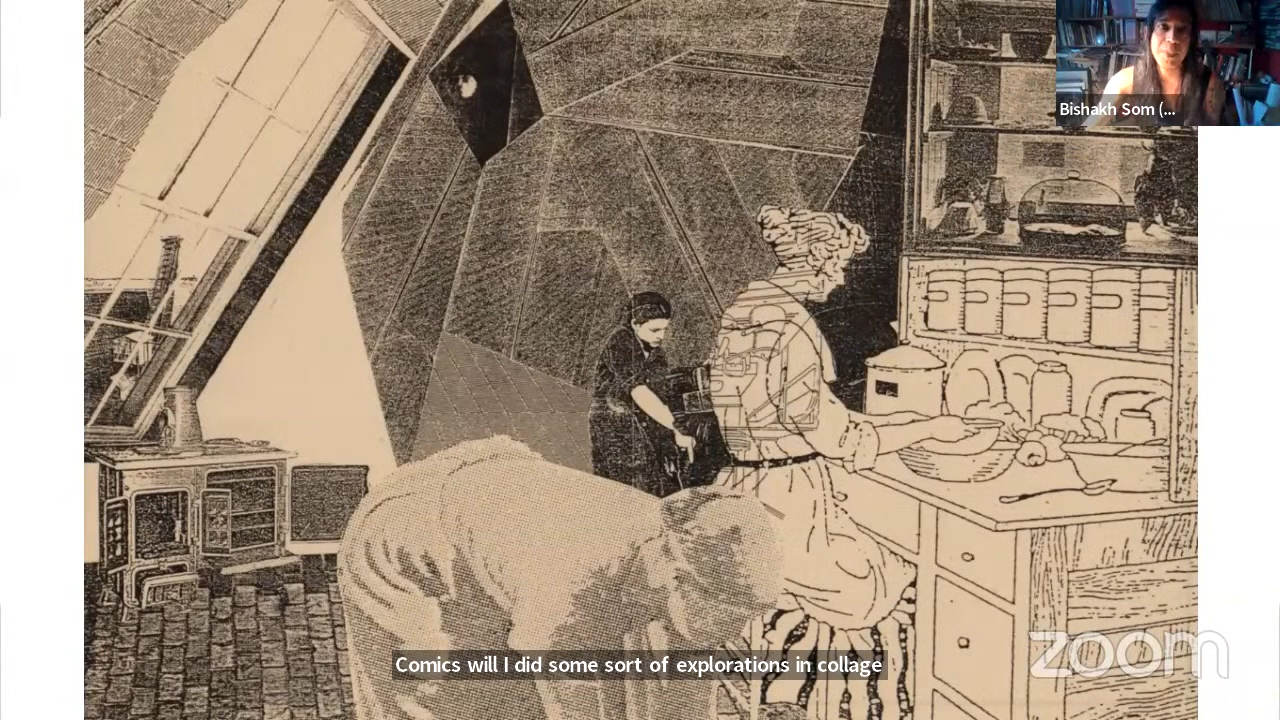 Bishakh Som (...
Comics will I did some sort of explorations in collage
zoom